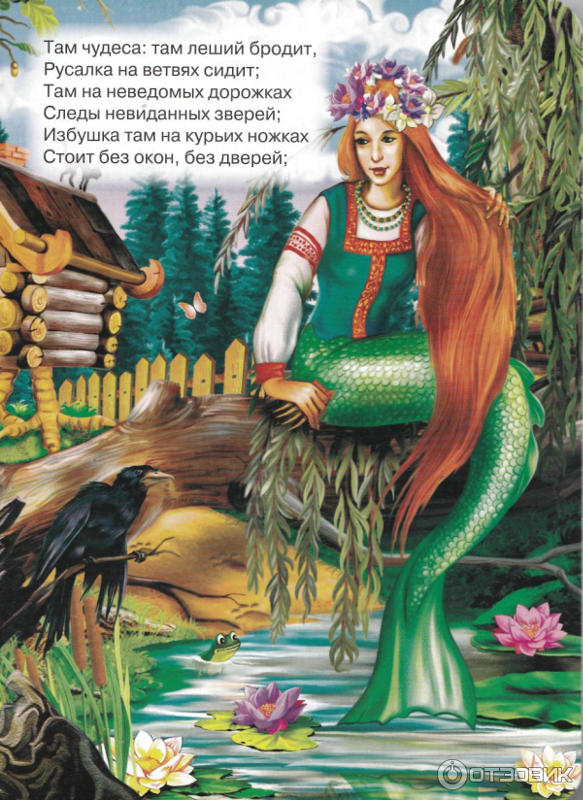 Там чудеса: там леший бродит,
Русалка на ветвях сидит;
Там на неведомых дорожках
Следы невиданных зверей;
Избушка там на курьих ножках
Стоит без окон, без дверей;
ОТЗОВИК